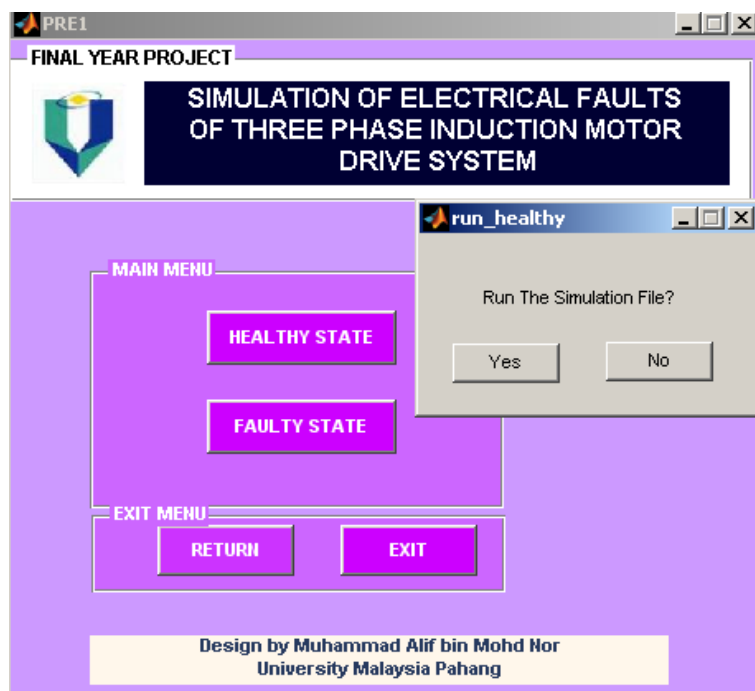 PRE1
FINAL YEAR PROJECT
SIMULATION OF ELECTRICAL FAULTS
OF THREE PHASE INDUCTION MOTOR
DRIVE SYSTEM
run_healthy
Run The Simulation File?
Yes
No
MAIN MENU
HEALTHY STATE
FAULTY STATE
EXIT MENU
RETURN
EXIT
Design by Muhammad Alif bin Mohd Nor
University Malaysia Pahang